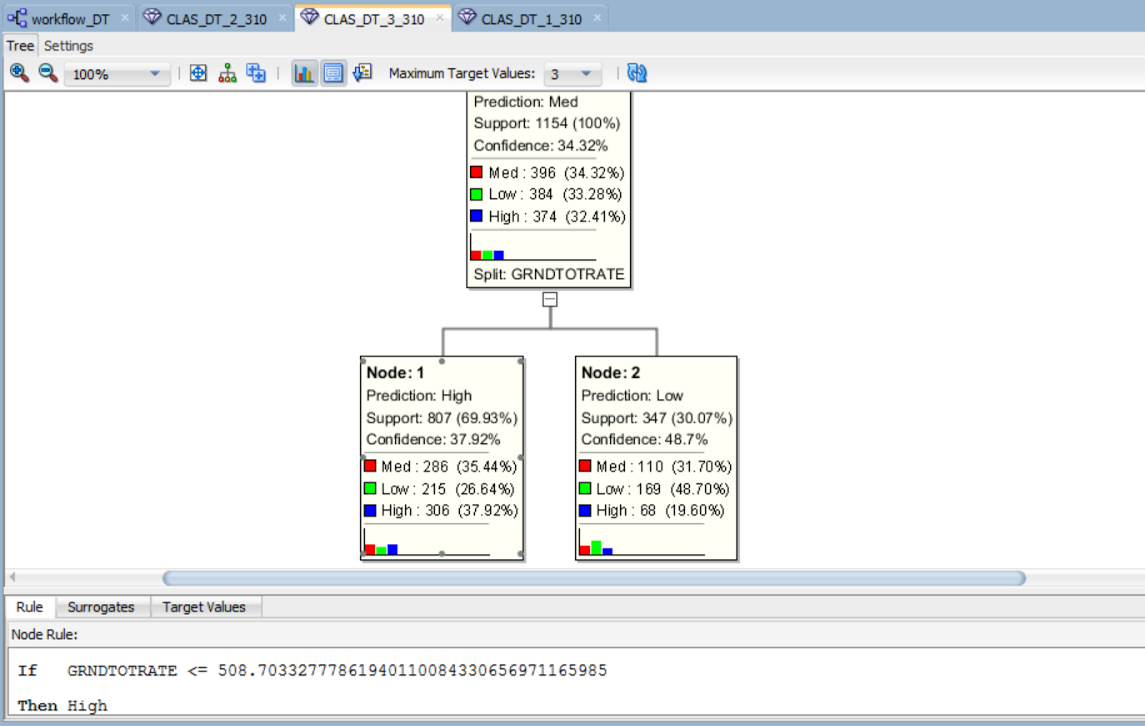 workflow_DT × CLAS_DT_2_310 × CLAS_DT_3_310 × CLAS_DT_1_310 ×
Tree Settings
100% Maximum Target Values: 3
Prediction: Med
Support: 1154 (100%)
Confidence: 34.32%
Med : 396 (34.32%)
Low : 384 (33.28%)
High : 374 (32.41%)
Split: GRNDTOTRATE
Node: 1
Prediction: High
Support: 807 (69.93%)
Confidence: 37.92%
Med : 286 (35.44%)
Low : 215 (26.64%)
High : 306 (37.92%)
Node: 2
Prediction: Low
Support: 347 (30.07%)
Confidence: 48.7%
Med : 110 (31.70%)
Low : 169 (48.70%)
High : 68 (19.60%)
Rule Surrogates Target Values
Node Rule:
If GRNDTOTRATE <= 508.70332777861940110084330656971165985
Then High